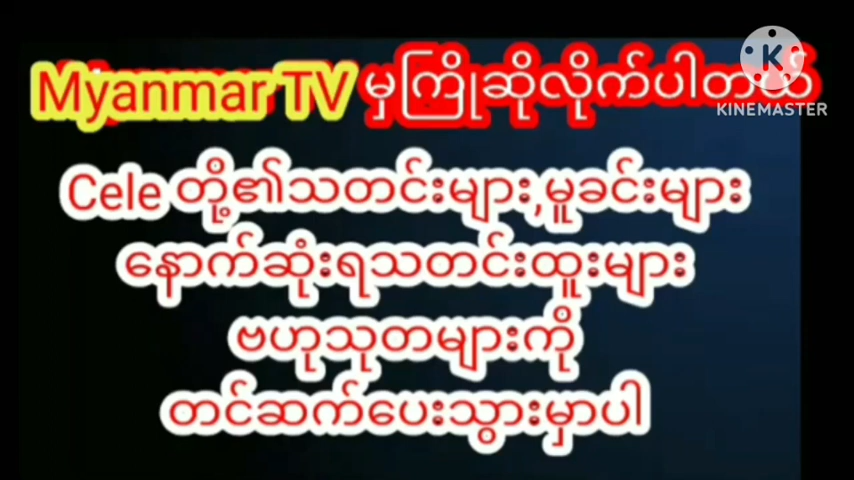 Myanmar TV မှကြိုဆိုလိုက်ပါတယ်
KINEMASTER
Cele တို့၏သတင်းများ,မူခင်းများ
နောက်ဆုံးရသတင်းထူးများ
ဗဟုသုတများကို
တင်ဆက်ပေးသွားမှာပါ